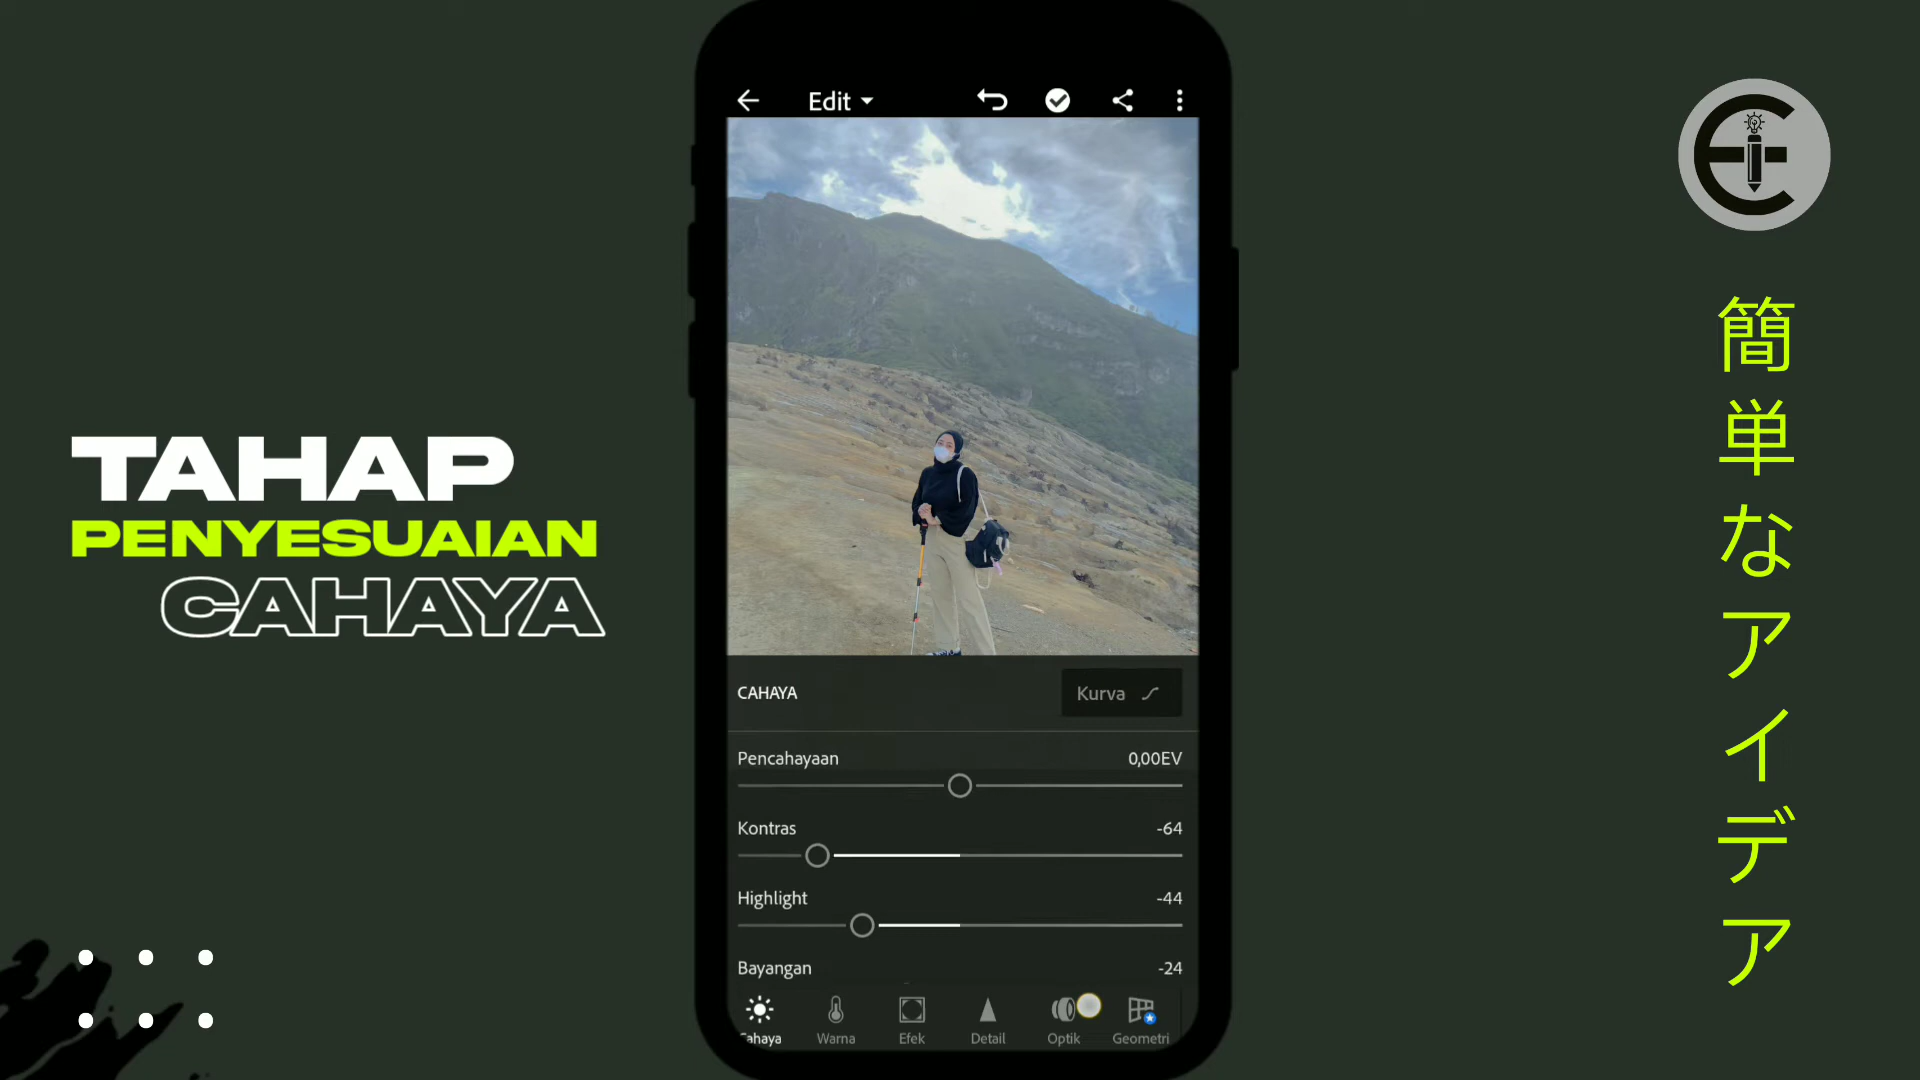 TAHAP
PENYESUAIAN
CAHAYA
Edit
CAHAYA
Kurva
Pencahayaan
0,00EV
Kontras
-64
Highlight
-44
Bayangan
-24
Cahaya
Warna
Efek
Detail
Optik
Geometri
簡単なアイデア